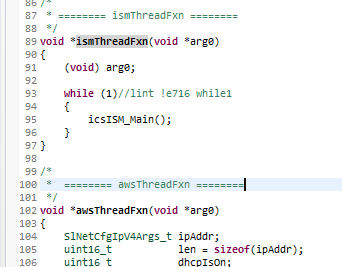 86 /*
87  * ======== ismThreadFxn ========
88  */
89 void *ismThreadFxn(void *arg0)
90 {
91     (void) arg0;
92
93     while (1)//lint !e716 while1
94     {
95         icsISM_Main();
96     }
97 }
98
99 /*
100  *  ======== awsThreadFxn ========
101  */
102 void *awsThreadFxn(void *arg0)
103 {
104     SlNetCfgIpV4Args_t ipAddr;
105     uint16_t           len = sizeof(ipAddr);
106     uint16_t           dhcpIsOn;